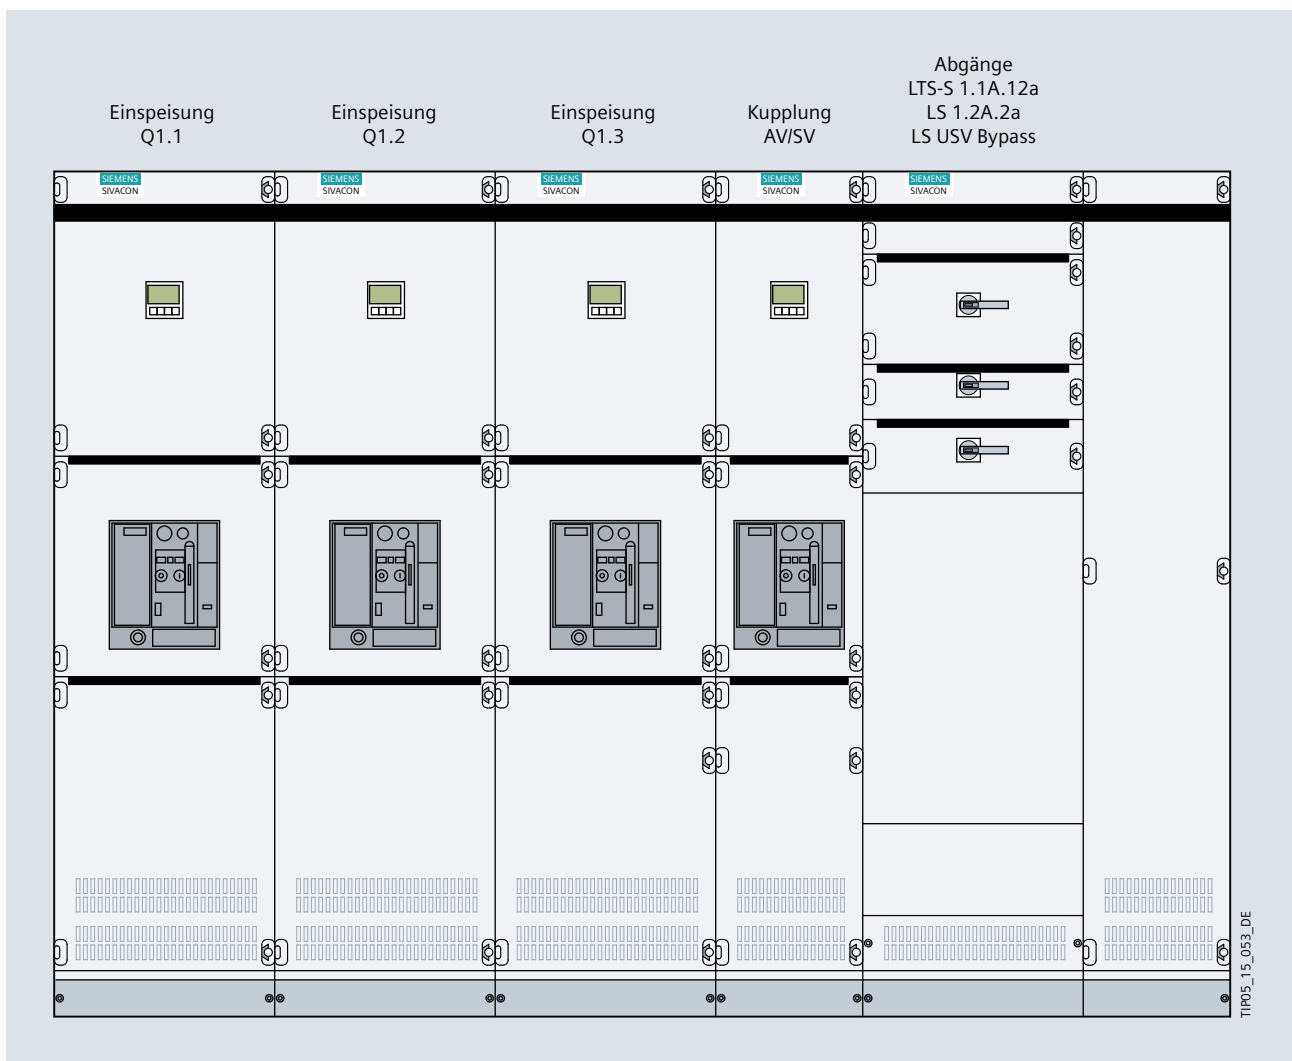 Einspeisung
Q1.1
Einspeisung
Q1.2
Einspeisung
Q1.3
Kupplung
AV/SV
Abgänge
LTS-S 1.1A.12a
LS 1.2A.2a
LS USV Bypass
SIEMENS
SIVACON
SIEMENS
SIVACON
SIEMENS
SIVACON
SIEMENS
SIVACON
SIEMENS
SIVACON
TIP05_15_053_DE